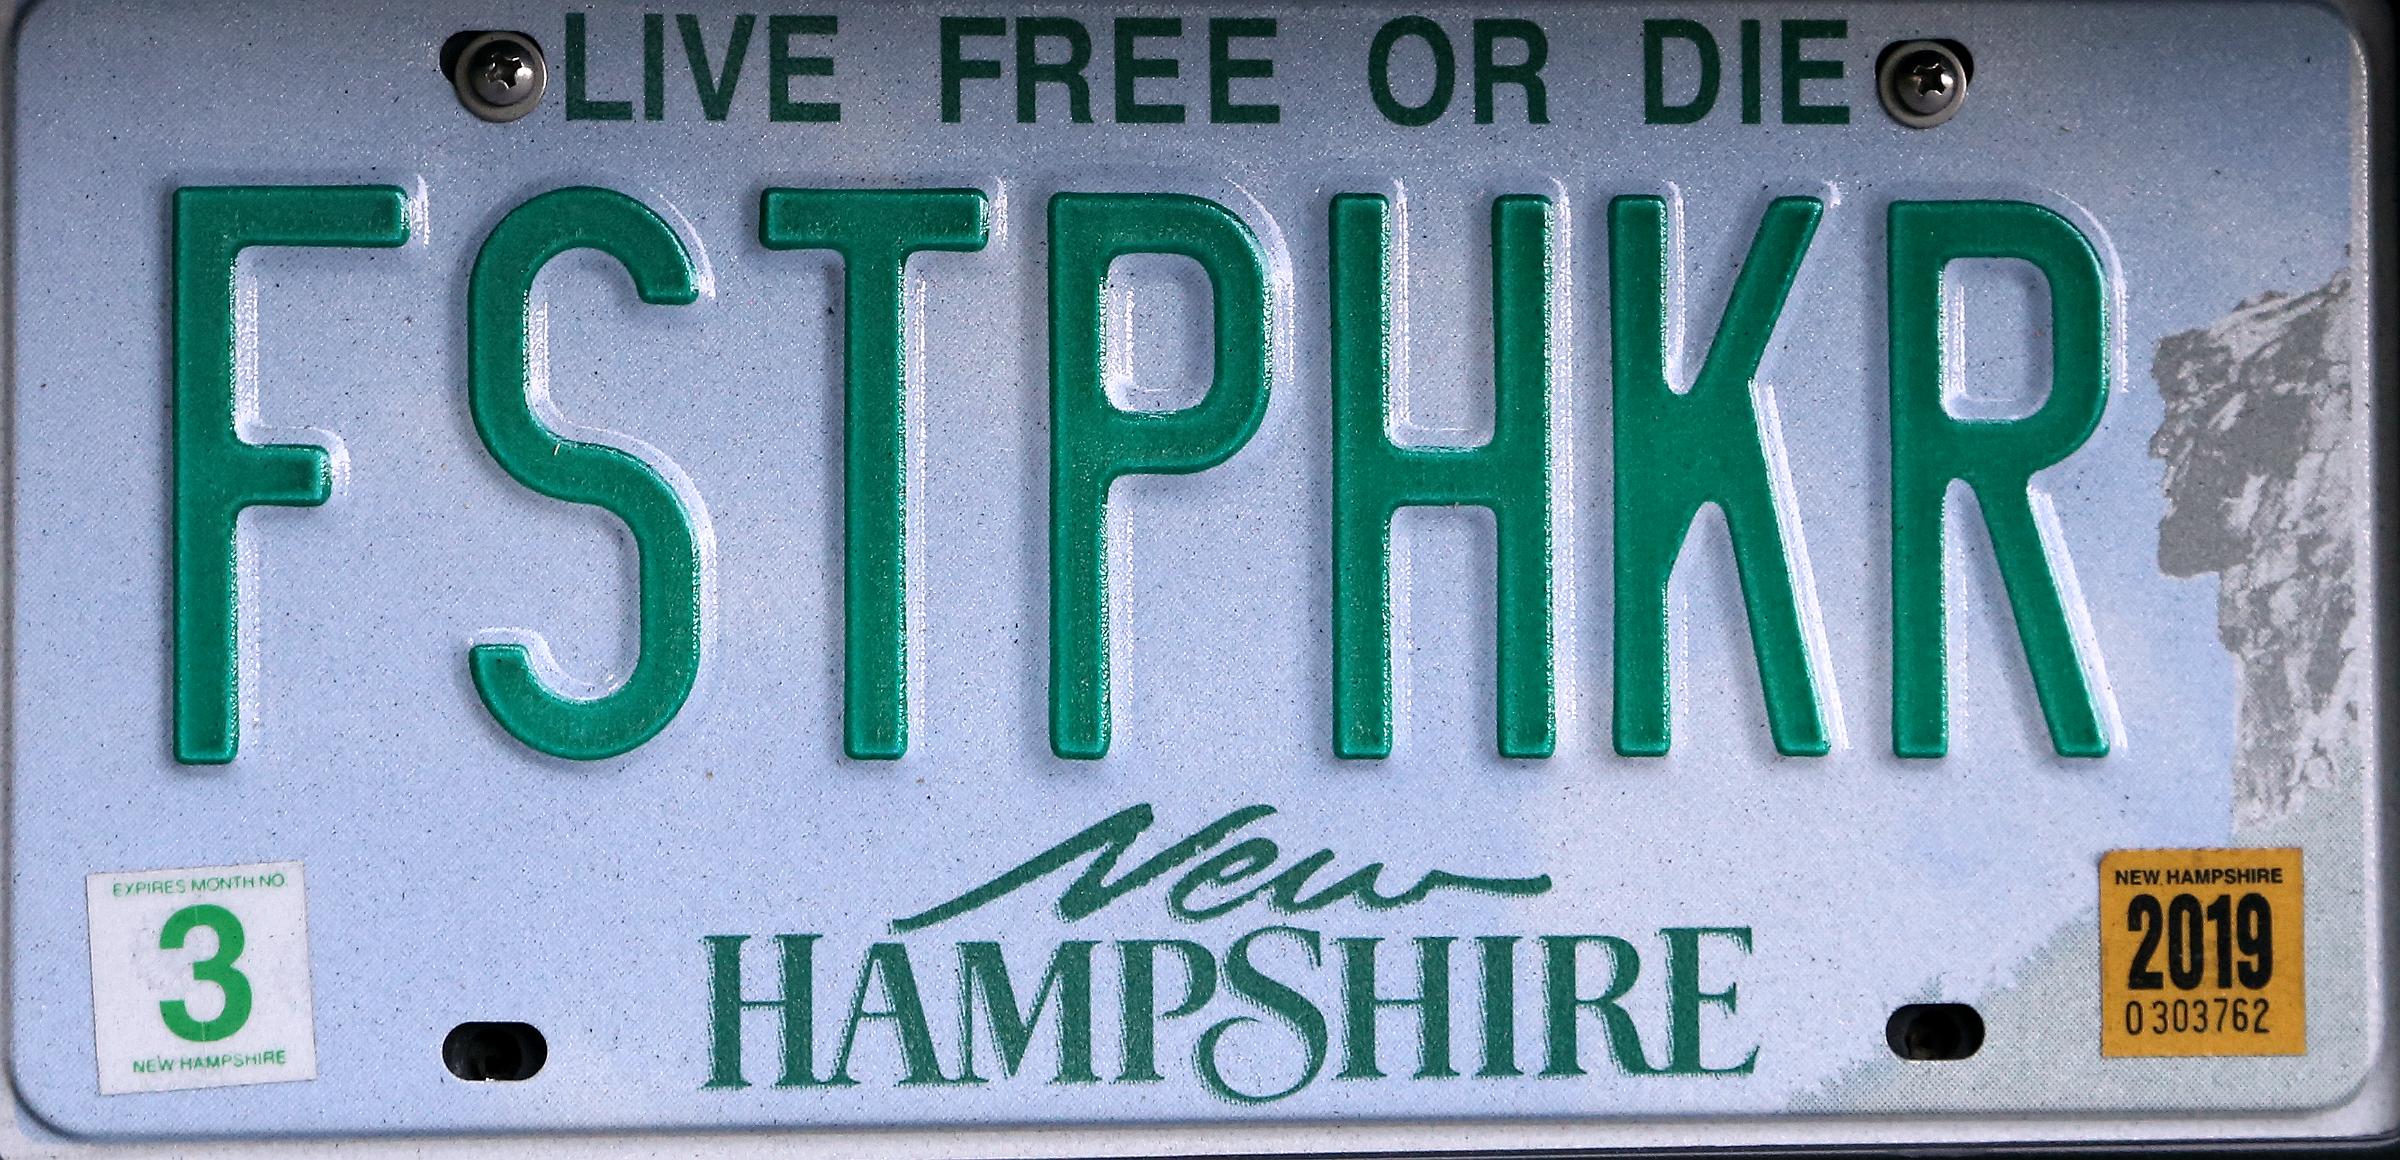 LIVE FREE OR DIE
FSTPHKR
New
HAMPSHIRE
EXPIRES MONTH NO.
3
NEW HAMPSHIRE
NEW HAMPSHIRE
2019
0303762